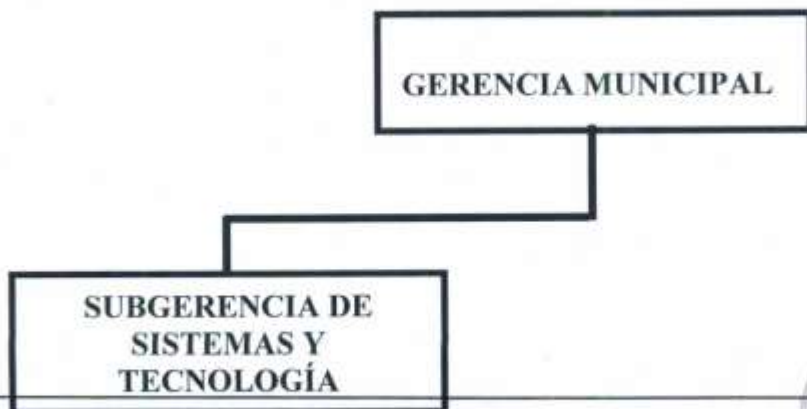 GERENCIA MUNICIPAL
SUBGERENCIA DE
SISTEMAS Y
TECNOLOGÍA